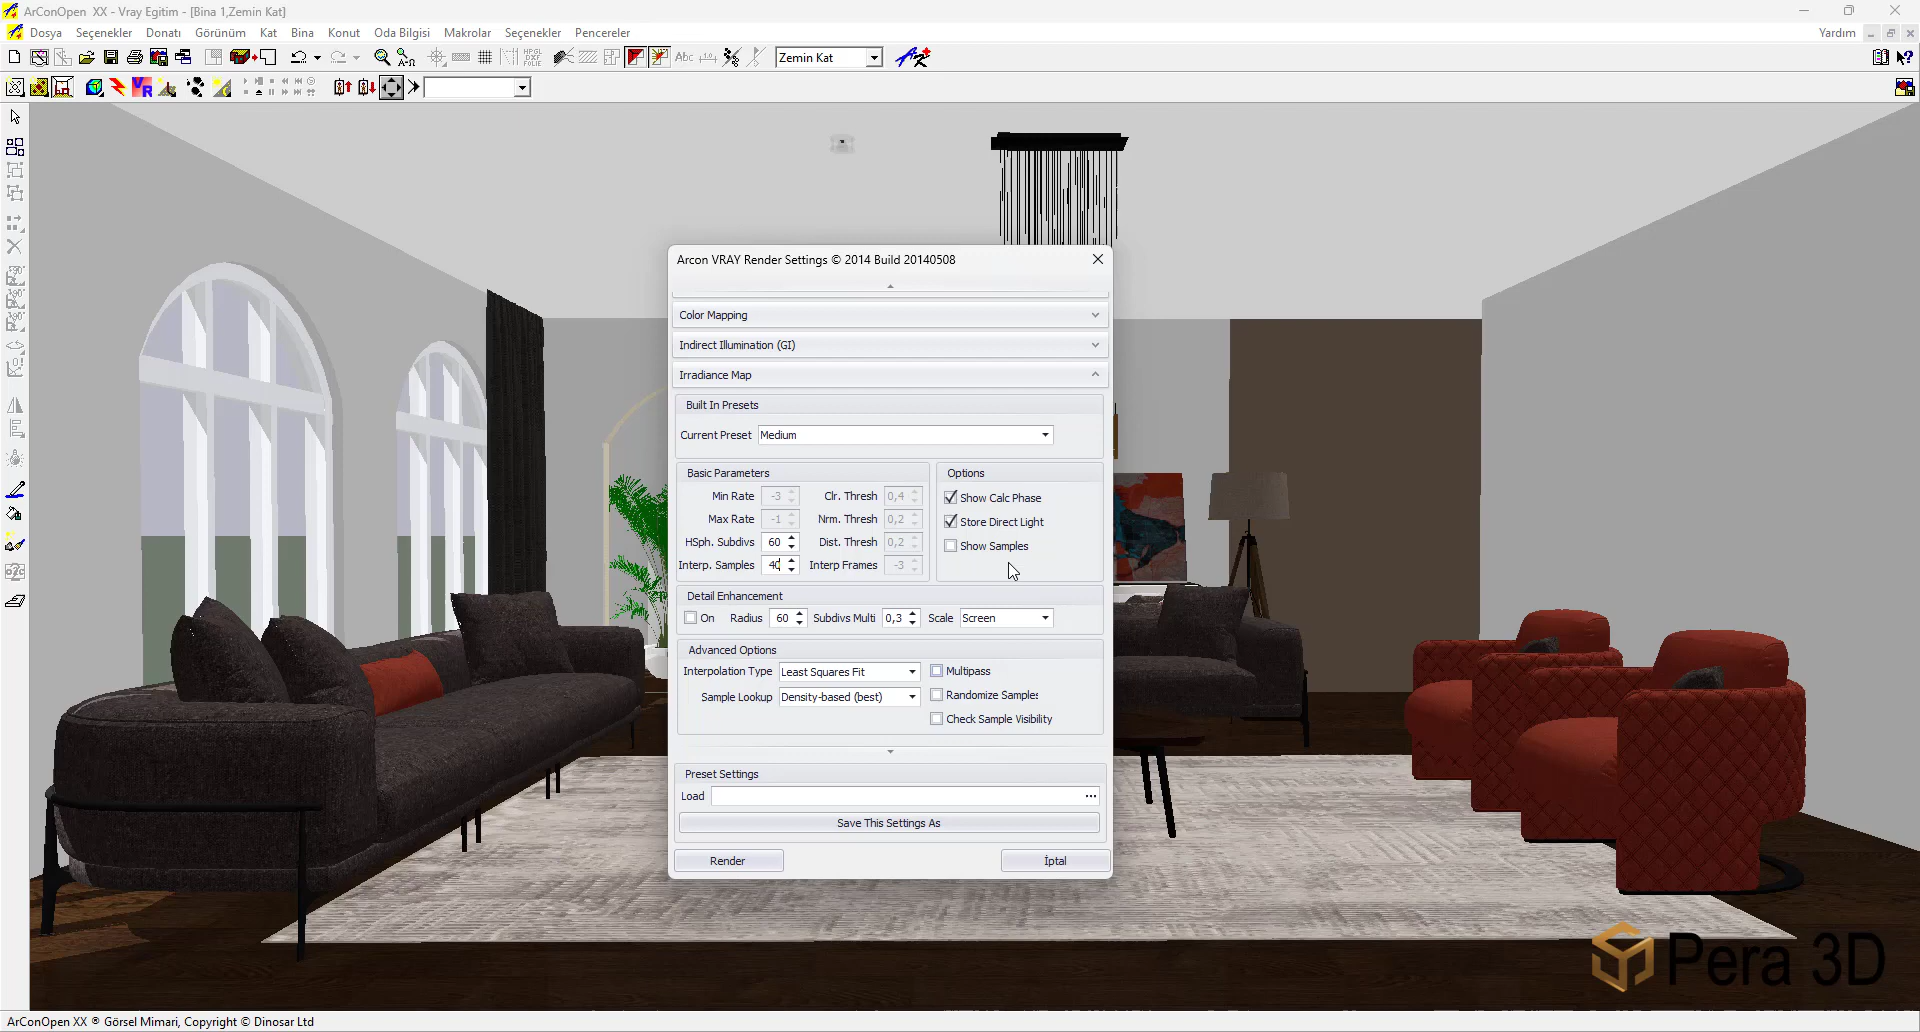 ArConOpen XX - Vray Egitim - [Bina 1,Zemin Kat]
Dosya Seçenekler Donatı Görünüm Kat Bina Konut Oda Bilgisi Makrolar Seçenekler Pencereler Yardım
HPGL
DXF
FOLIE
Abc
Zemin Kat
Arcon VRAY Render Settings © 2014 Build 20140508
Color Mapping
Indirect Illumination (GI)
Irradiance Map
Built In Presets
Current Preset Medium
Basic Parameters Options
Min Rate -3 Clr. Thresh 0,4 Show Calc Phase
Max Rate -1 Nrm. Thresh 0,2 Store Direct Light
HSph. Subdivs 60 Dist. Thresh 0,2 Show Samples
Interp. Samples 40 Interp Frames -3
Detail Enhancement
On Radius 60 Subdivs Multi 0,3 Scale Screen
Advanced Options
Interpolation Type Least Squares Fit Multipass
Sample Lookup Density-based (best) Randomize Samples
Check Sample Visibility
Preset Settings
Load ...
Save This Settings As
Render İptal
Pera 3D
ArConOpen XX ® Görsel Mimari, Copyright © Dinosar Ltd